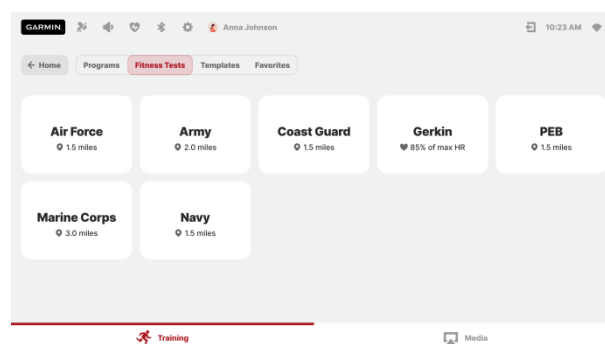 GARMIN Anna Johnson 10:23 AM
← Home Programs Fitness Tests Templates Favorites
Air Force Army Coast Guard Gerkin PEB
1.5 miles 2.0 miles 1.5 miles 85% of max HR 1.5 miles
Marine Corps Navy
3.0 miles 1.5 miles
Training Media